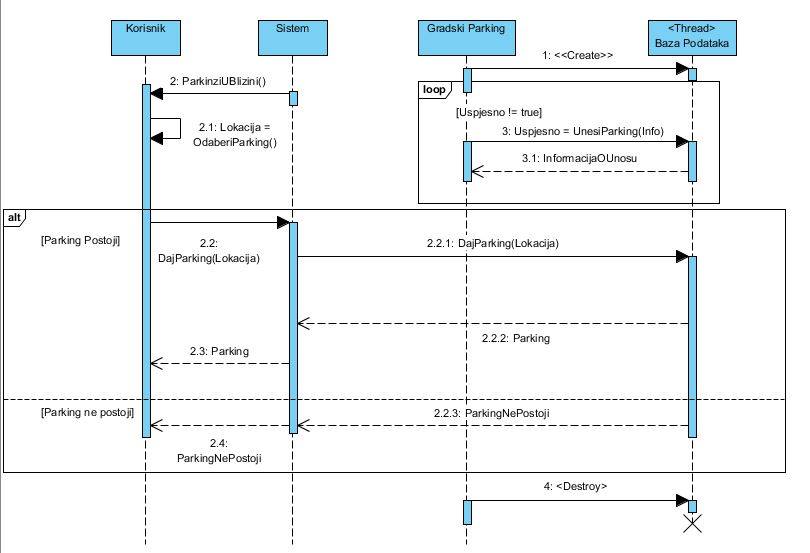 Korisnik
Sistem
Gradski Parking
<Thread>
Baza Podataka
1: <<Create>>
2: ParkinziUBlizini()
loop
[Uspjesno != true]
2.1: Lokacija =
OdaberiParking()
3: Uspjesno = UnesiParking(Info)
3.1: InformacijaOUnosu
alt
[Parking Postoji]
2.2:
DajParking(Lokacija)
2.2.1: DajParking(Lokacija)
2.2.2: Parking
2.3: Parking
[Parking ne postoji]
2.2.3: ParkingNePostoji
2.4:
ParkingNePostoji
4: <Destroy>